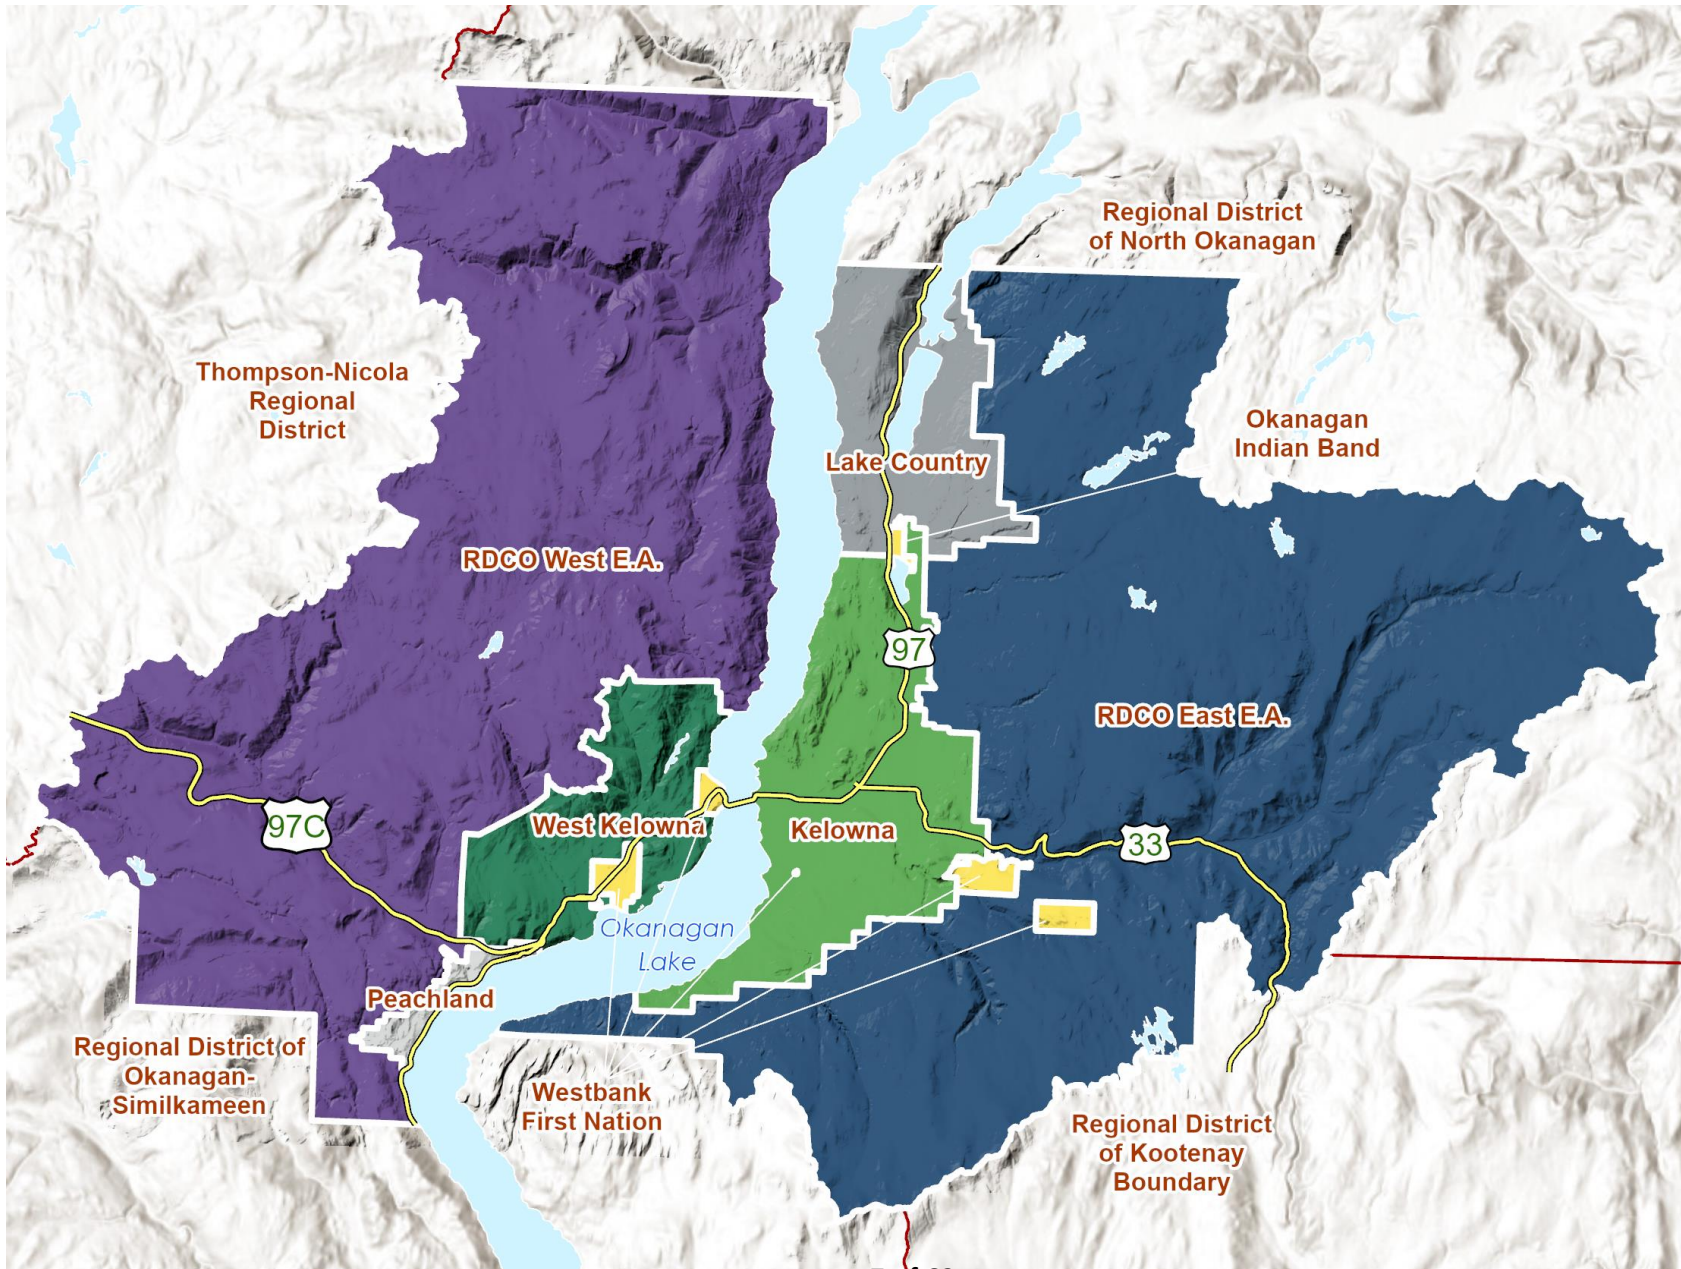 Regional District
of North Okanagan
Thompson-Nicola
Regional
District
Okanagan
Indian Band
Lake Country
RDCO West E.A.
97
RDCO East E.A.
97C
West Kelowna
Kelowna
33
Okanagan
Lake
Peachland
Regional District of
Okanagan-
Similkameen
Westbank
First Nation
Regional District
of Kootenay
Boundary